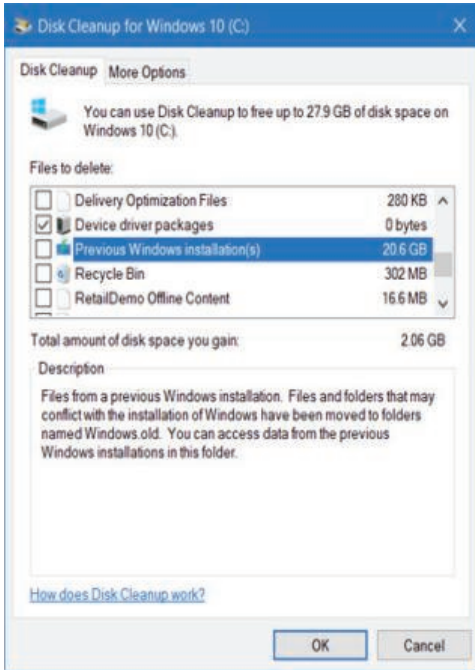 Disk Cleanup for Windows 10 (C:)
Disk Cleanup
More Options
You can use Disk Cleanup to free up to 27.9 GB of disk space on
Windows 10 (C:).
Files to delete:
Delivery Optimization Files 280 KB
Device driver packages 0 bytes
Previous Windows installation(s) 20.6 GB
Recycle Bin 302 MB
RetailDemo Offline Content 16.6 MB
Total amount of disk space you gain: 2.06 GB
Description
Files from a previous Windows installation. Files and folders that may
conflict with the installation of Windows have been moved to folders
named Windows.old. You can access data from the previous
Windows installations in this folder.
How does Disk Cleanup work?
OK
Cancel